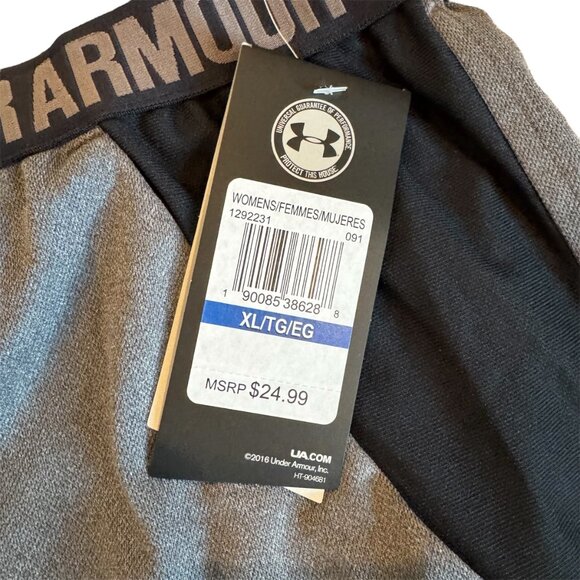 R ARMOUR
UNIVERSAL GUARANTEE OF PERFORMANCE
PROTECT THIS HOUSE.
WOMENS/FEMMES/MUJERES
1292231
091
1 90085 38628 8
XL/TG/EG
MSRP $24.99
UA.COM
©2016 Under Armour, Inc.
HT-904681